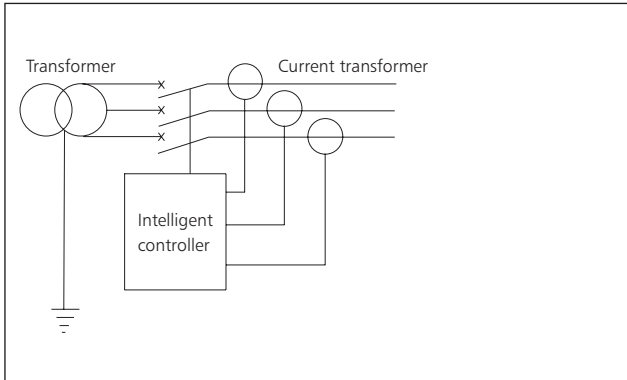 Transformer
Current transformer
Intelligent
controller